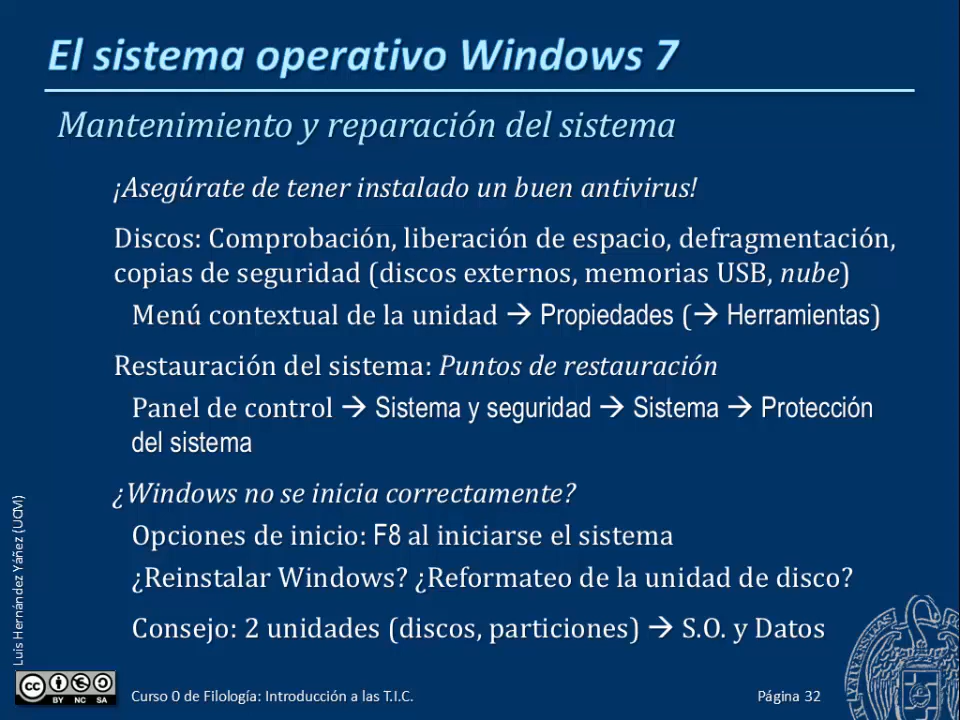 El sistema operativo Windows 7
Mantenimiento y reparación del sistema
¡Asegúrate de tener instalado un buen antivirus!
Discos: Comprobación, liberación de espacio, defragmentación,
copias de seguridad (discos externos, memorias USB, nube)
Menú contextual de la unidad → Propiedades (→ Herramientas)
Restauración del sistema: Puntos de restauración
Panel de control → Sistema y seguridad → Sistema → Protección
del sistema
¿Windows no se inicia correctamente?
Opciones de inicio: F8 al iniciarse el sistema
¿Reinstalar Windows? ¿Reformateo de la unidad de disco?
Consejo: 2 unidades (discos, particiones) → S.O. y Datos
Luis Hernández Yáñez (UCM)
cc BY NC SA
Curso 0 de Filología: Introducción a las T.I.C.
Página 32